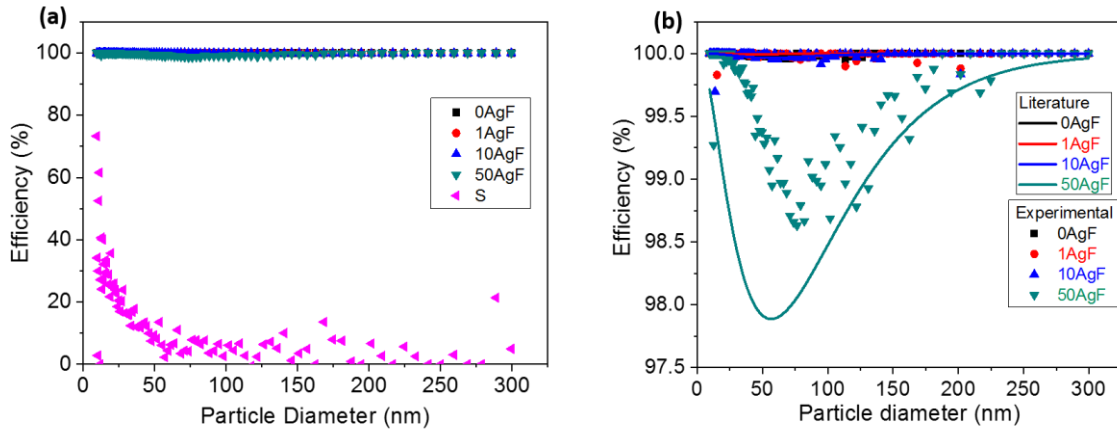 (a)
Efficiency (%)
100
80
60
40
20
0
0AgF
1AgF
10AgF
50AgF
S
0 50 100 150 200 250 300
Particle Diameter (nm)
(b)
Efficiency (%)
100.0
99.5
99.0
98.5
98.0
97.5
Literature
0AgF
1AgF
10AgF
50AgF
Experimental
0AgF
1AgF
10AgF
50AgF
0 50 100 150 200 250 300
Particle diameter (nm)